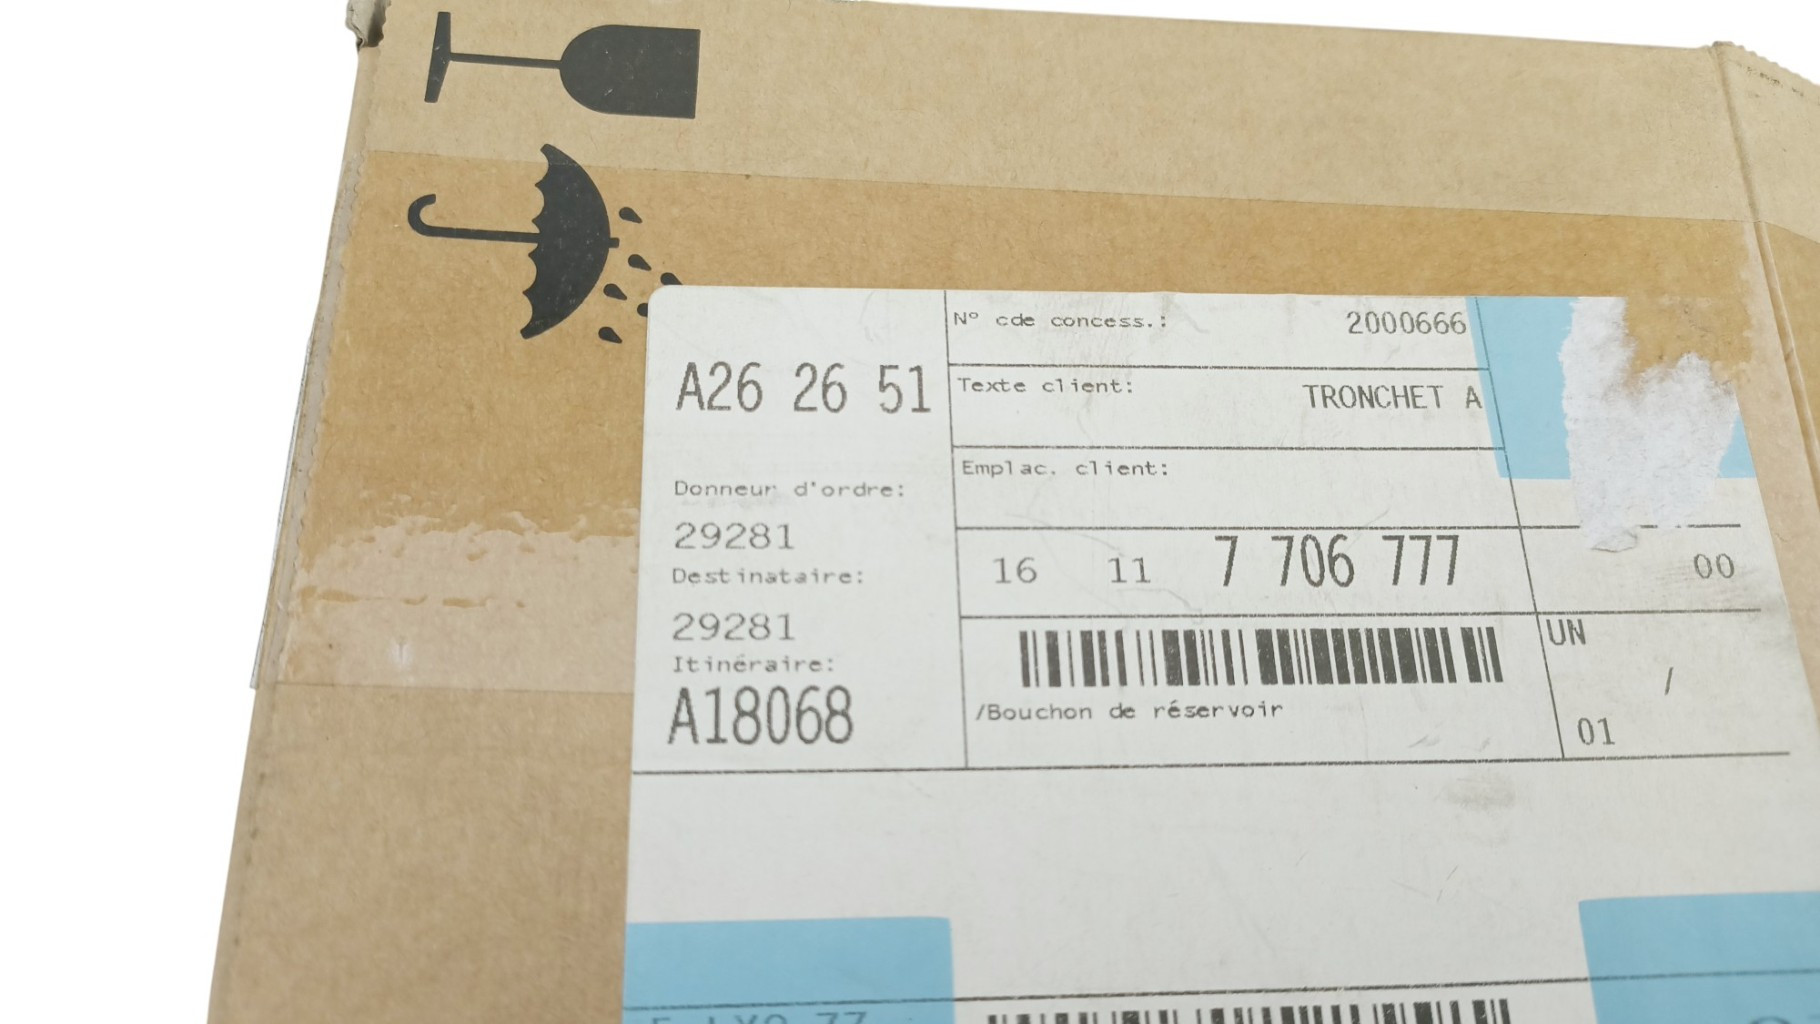 A26 26 51
Donneur d'ordre:
29281
Destinataire:
29281
Itinéraire:
A18068
N° cde concess.: 2000666
Texte client: TRONCHET A
Emplac. client:
16 11 7 706 777 00
/Bouchon de réservoir
UN
/
01